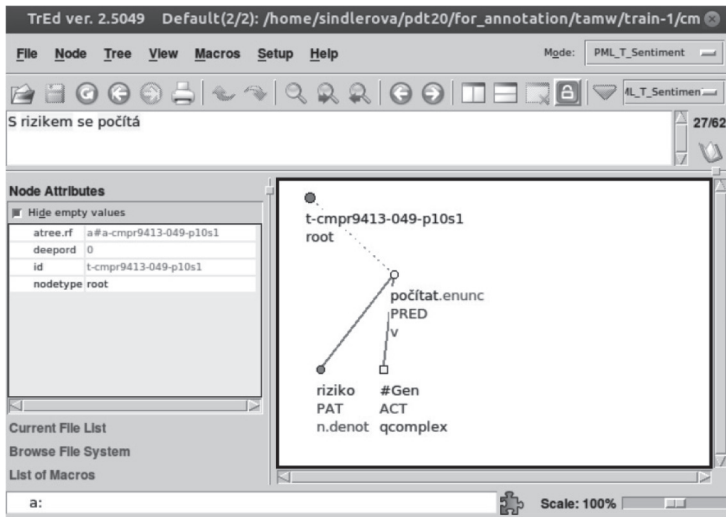 TrEd ver. 2.5049 Default(2/2): /home/sindlerova/pdt20/for_annotation/tamw/train-1/cm
File Node Tree View Macros Setup Help Mode: PML_T_Sentiment
ML_T_Sentimen
S rizikem se počítá
27/62
Node Attributes
Hide empty values
atree.rf a#a-cmpr9413-049-p10s1
deepord 0
id t-cmpr9413-049-p10s1
nodetype root
t-cmpr9413-049-p10s1
root
počítat.enunc
PRED
v
riziko #Gen
PAT ACT
n.denot qcomplex
Current File List
Browse File System
List of Macros
a: Scale: 100%